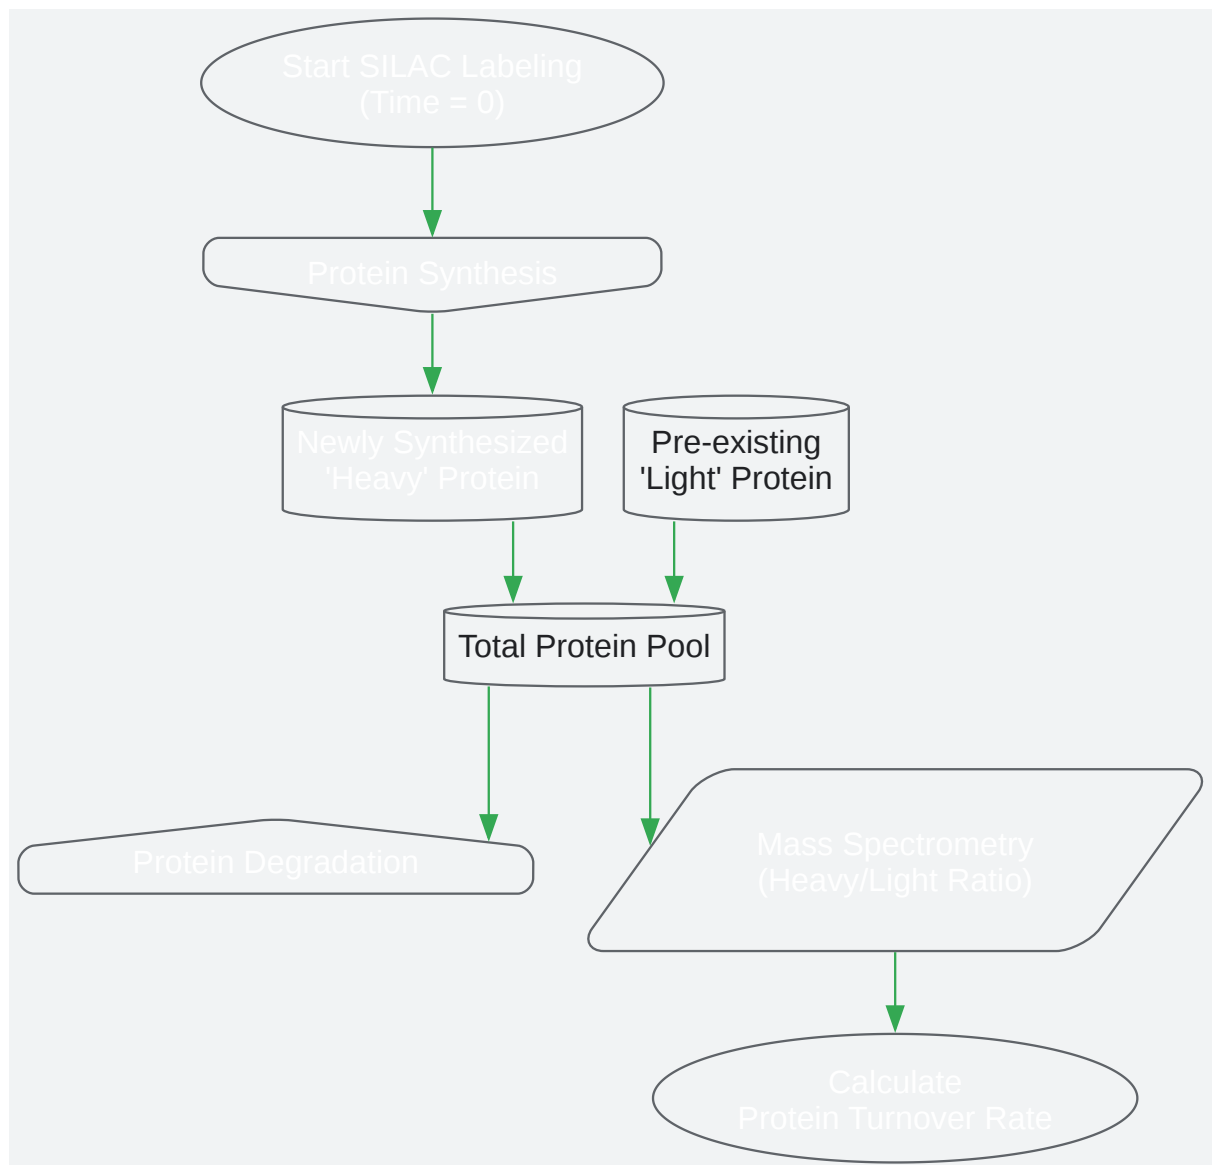 Start SILAC Labeling
(Time = 0)
Protein Synthesis
Newly Synthesized
'Heavy' Protein
Pre-existing
'Light' Protein
Total Protein Pool
Protein Degradation
Mass Spectrometry
(Heavy/Light Ratio)
Calculate
Protein Turnover Rate